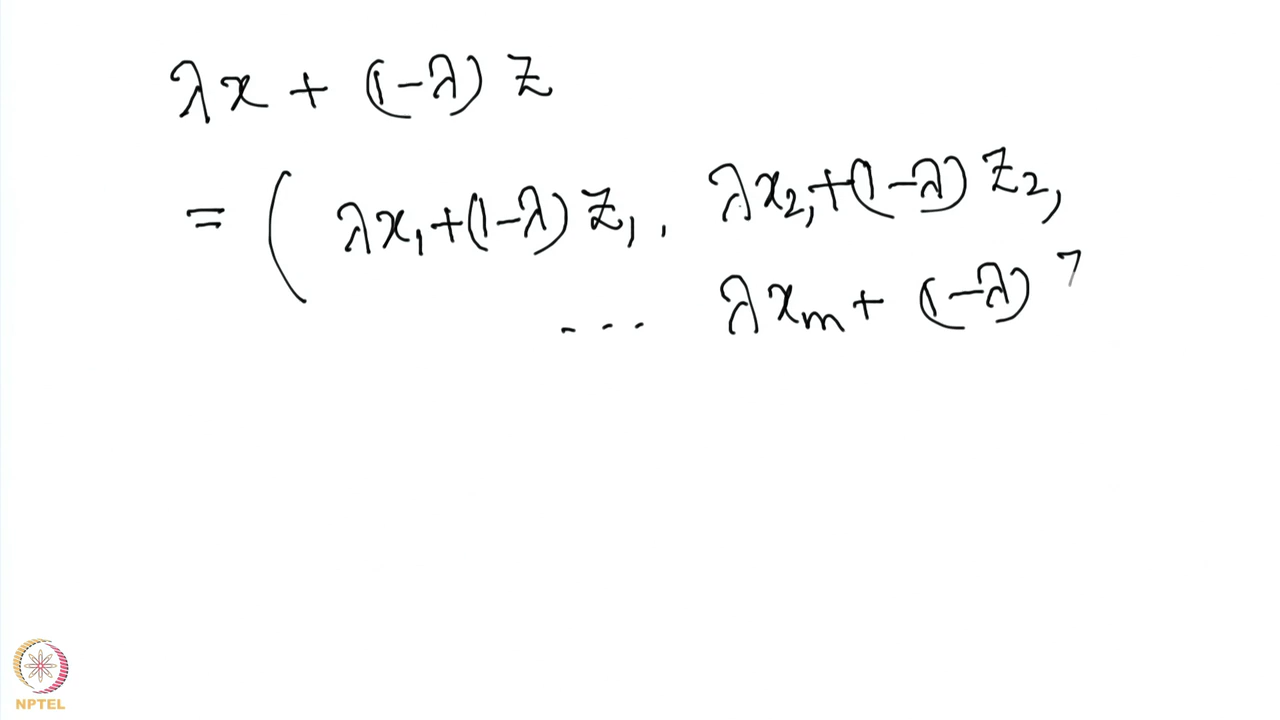 λx + (1-λ) z
= ( λx₁+(1-λ) z₁, λx₂,+(1-λ) z₂,
... λxₘ + (1-λ)
NPTEL